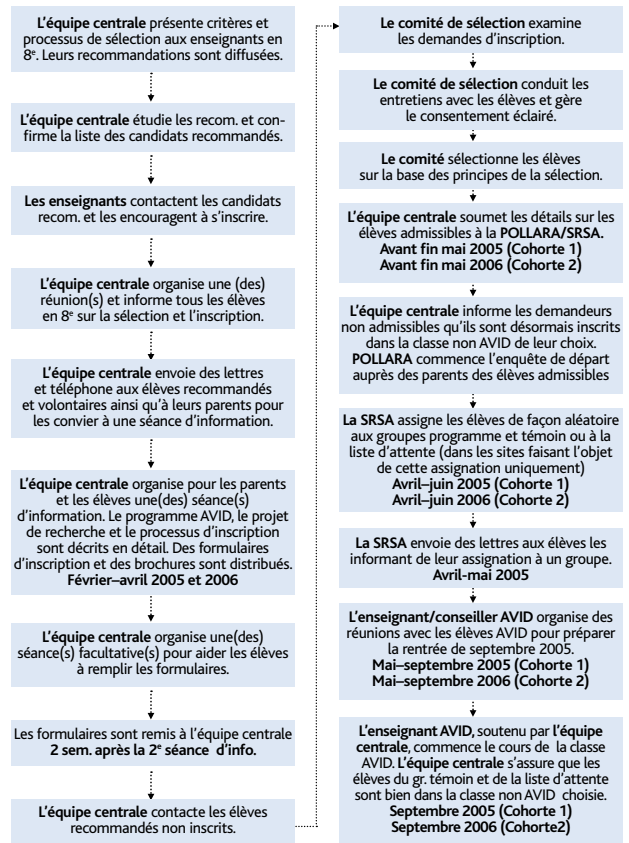 L'équipe centrale présente critères et
processus de sélection aux enseignants en
8e. Leurs recommandations sont diffusées.
L'équipe centrale étudie les recom. et con-
firme la liste des candidats recommandés.
Les enseignants contactent les candidats
recom. et les encouragent à s'inscrire.
L'équipe centrale organise une (des)
réunion(s) et informe tous les élèves
en 8e sur la sélection et l'inscription.
L'équipe centrale envoie des lettres
et téléphone aux élèves recommandés
et volontaires ainsi qu'à leurs parents pour
les convier à une séance d'information.
L'équipe centrale organise pour les parents
et les élèves une(des) séance(s)
d'information. Le programme AVID, le projet
de recherche et le processus d'inscription
sont décrits en détail. Des formulaires
d'inscription et des brochures sont distribués.
Février–avril 2005 et 2006
L'équipe centrale organise une(des)
séance(s) facultative(s) pour aider les élèves
à remplir les formulaires.
Les formulaires sont remis à l'équipe centrale
2 sem. après la 2e séance d'info.
L'équipe centrale contacte les élèves
recommandés non inscrits.
Le comité de sélection examine
les demandes d'inscription.
Le comité de sélection conduit les
entretiens avec les élèves et gère
le consentement éclairé.
Le comité sélectionne les élèves
sur la base des principes de la sélection.
L'équipe centrale soumet les détails sur les
élèves admissibles à la POLLARA/SRSA.
Avant fin mai 2005 (Cohorte 1)
Avant fin mai 2006 (Cohorte 2)
L'équipe centrale informe les demandeurs
non admissibles qu'ils sont désormais inscrits
dans la classe non AVID de leur choix.
POLLARA commence l'enquête de départ
auprès des parents des élèves admissibles
La SRSA assigne les élèves de façon aléatoire
aux groupes programme et témoin ou à la
liste d'attente (dans les sites faisant l'objet
de cette assignation uniquement)
Avril–juin 2005 (Cohorte 1)
Avril–juin 2006 (Cohorte 2)
La SRSA envoie des lettres aux élèves les
informant de leur assignation à un groupe.
Avril-mai 2005
L'enseignant/conseiller AVID organise des
réunions avec les élèves AVID pour préparer
la rentrée de septembre 2005.
Mai–septembre 2005 (Cohorte 1)
Mai–septembre 2006 (Cohorte 2)
L'enseignant AVID, soutenu par l'équipe
centrale, commence le cours de la classe
AVID. L'équipe centrale s'assure que les
élèves du gr. témoin et de la liste d'attente
sont bien dans la classe non AVID choisie.
Septembre 2005 (Cohorte 1)
Septembre 2006 (Cohorte2)